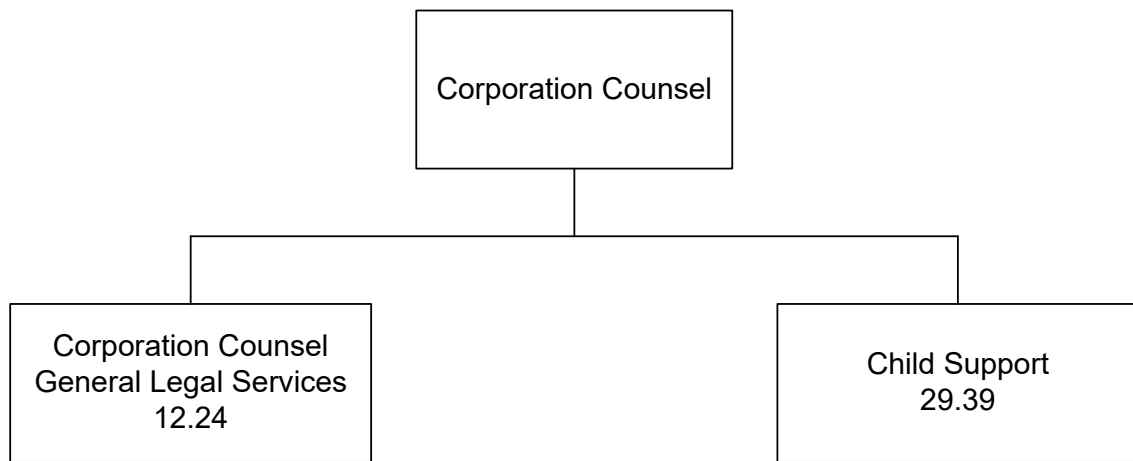 Corporation Counsel
Corporation Counsel
General Legal Services
12.24
Child Support
29.39